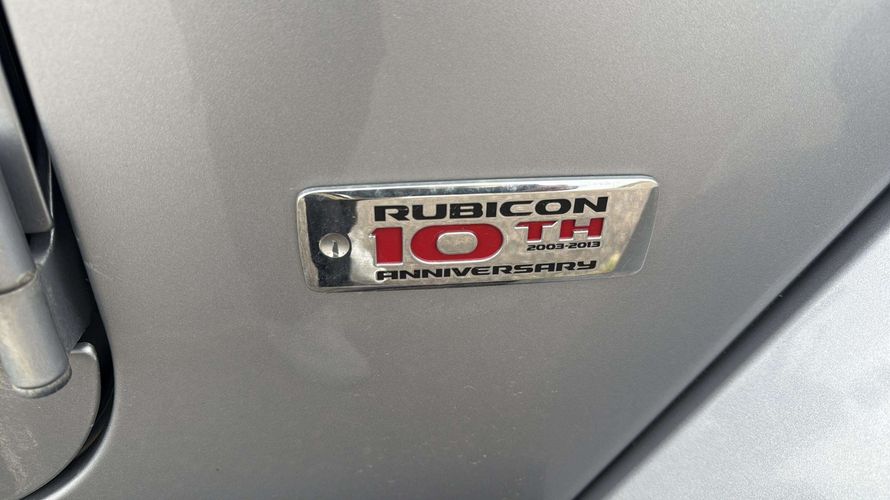 RUBICON
10TH
2003-2013
ANNIVERSARY